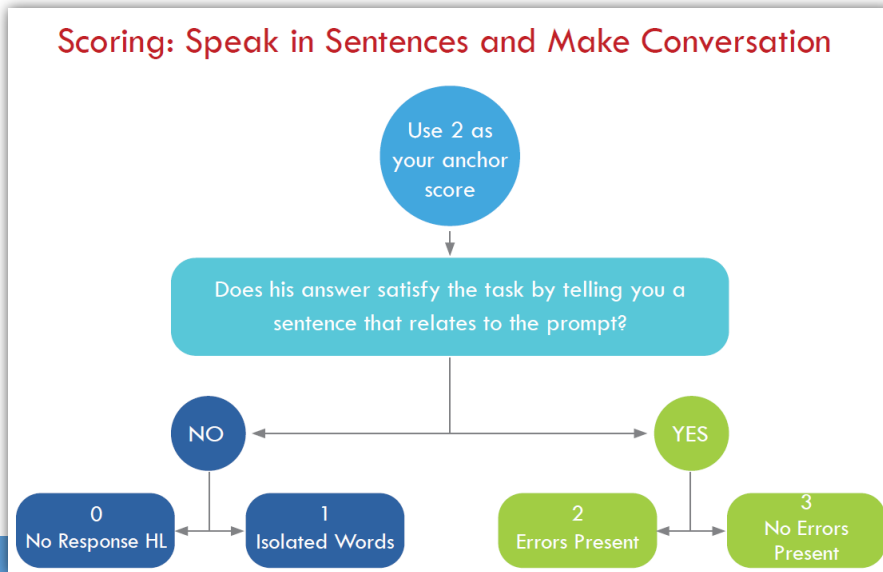 Scoring: Speak in Sentences and Make Conversation
Use 2 as
your anchor
score
Does his answer satisfy the task by telling you a
sentence that relates to the prompt?
NO
YES
0
No Response HL
1
Isolated Words
2
Errors Present
3
No Errors
Present